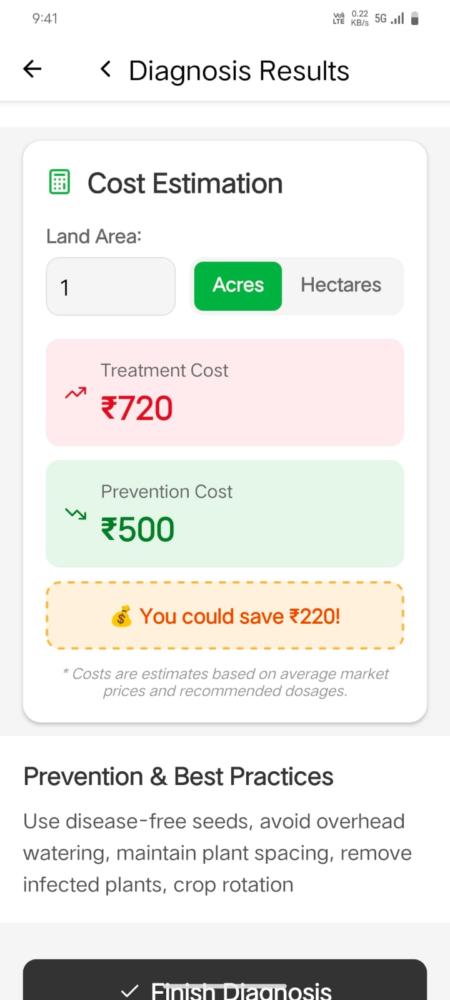 9:41
Vo) LTE 0.22 KB/s 5G
Diagnosis Results
Cost Estimation
Land Area:
1 Acres Hectares
Treatment Cost
₹720
Prevention Cost
₹500
💰 You could save ₹220!
* Costs are estimates based on average market
prices and recommended dosages.
Prevention & Best Practices
Use disease-free seeds, avoid overhead
watering, maintain plant spacing, remove
infected plants, crop rotation
Finish Diagnosis